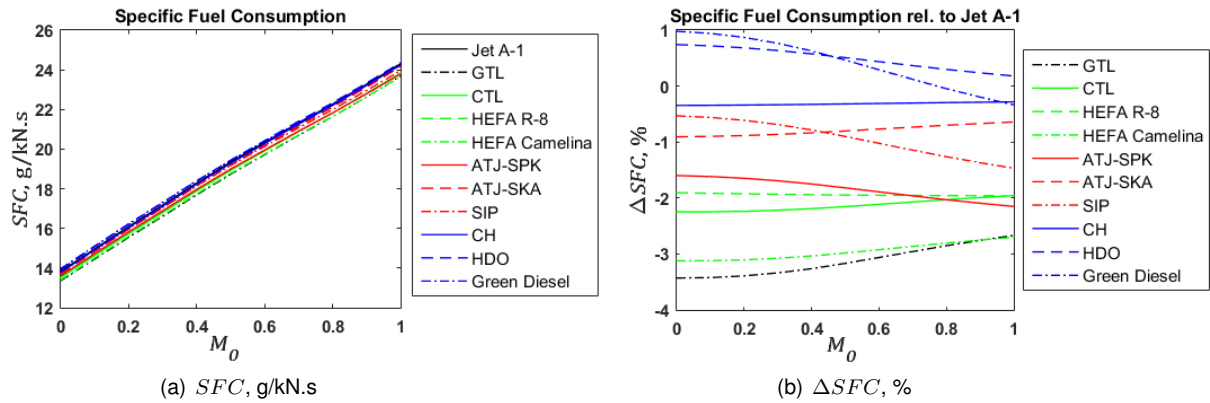 Specific Fuel Consumption
SFC, g/kN.s
26
24
22
20
18
16
14
12
0
0.2
0.4
0.6
0.8
1
M0
Jet A-1
GTL
CTL
HEFA R-8
HEFA Camelina
ATJ-SPK
ATJ-SKA
SIP
CH
HDO
Green Diesel
(a) SFC, g/kN.s
Specific Fuel Consumption rel. to Jet A-1
ΔSFC, %
1
0
-1
-2
-3
-4
0
0.2
0.4
0.6
0.8
1
M0
GTL
CTL
HEFA R-8
HEFA Camelina
ATJ-SPK
ATJ-SKA
SIP
CH
HDO
Green Diesel
(b) ΔSFC, %